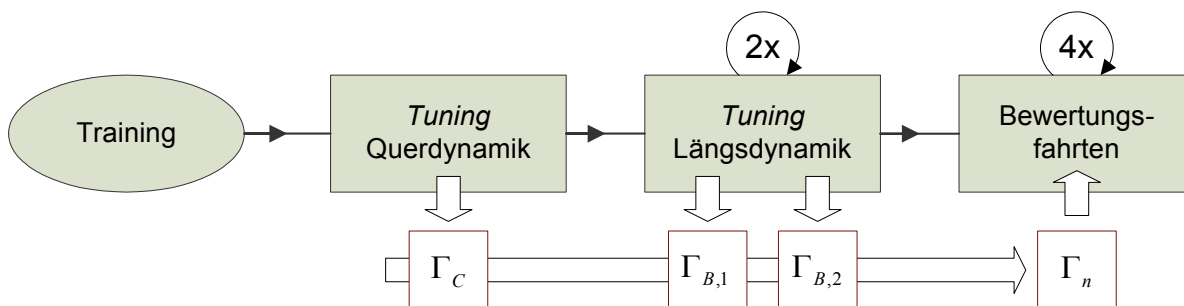 2x
4x
Training
Tuning
Querdynamik
Tuning
Längsdynamik
Bewertungs-
fahrten
Γ_C
Γ_B,1
Γ_B,2
Γ_n